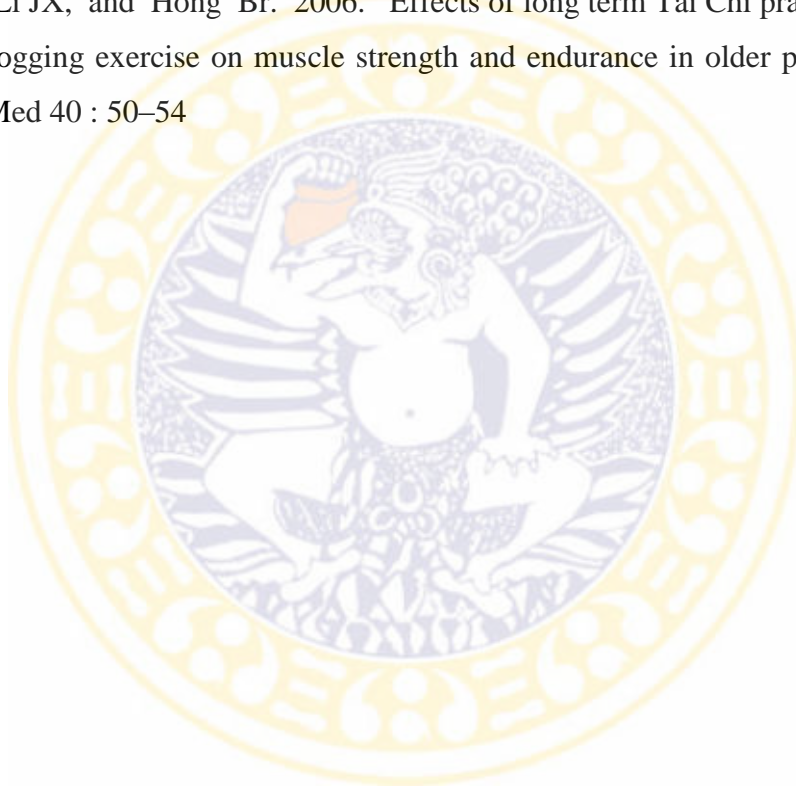 Li JX, and Hong Br. 2006. Effects of long term Tai Chi
ogging exercise on muscle strength and endurance in older
Med 40 : 50–54